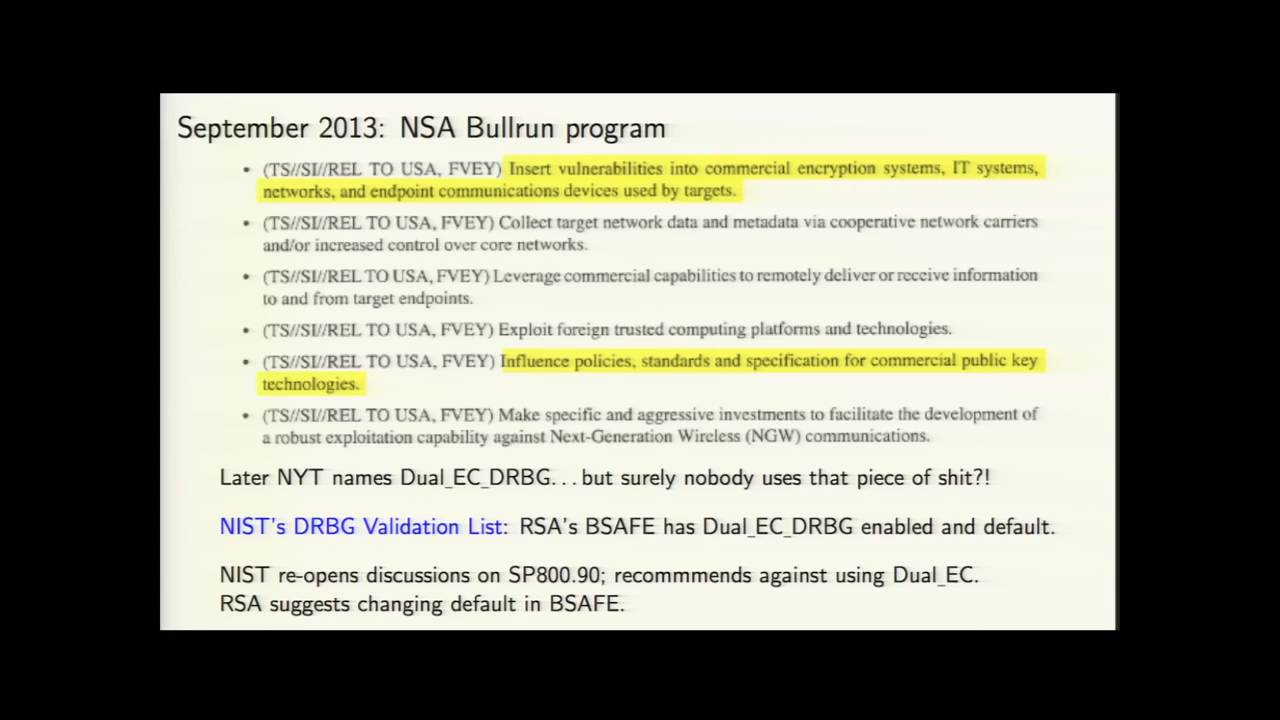 September 2013: NSA Bullrun program
• (TS//SI//REL TO USA, FVEY) Insert vulnerabilities into commercial encryption systems, IT systems,
networks, and endpoint communications devices used by targets.
• (TS//SI//REL TO USA, FVEY) Collect target network data and metadata via cooperative network carriers
and/or increased control over core networks.
• (TS//SI//REL TO USA, FVEY) Leverage commercial capabilities to remotely deliver or receive information
to and from target endpoints.
• (TS//SI//REL TO USA, FVEY) Exploit foreign trusted computing platforms and technologies.
• (TS//SI//REL TO USA, FVEY) Influence policies, standards and specification for commercial public key
technologies.
• (TS//SI//REL TO USA, FVEY) Make specific and aggressive investments to facilitate the development of
a robust exploitation capability against Next-Generation Wireless (NGW) communications.
Later NYT names Dual_EC_DRBG... but surely nobody uses that piece of shit?!
NIST's DRBG Validation List: RSA's BSAFE has Dual_EC_DRBG enabled and default.
NIST re-opens discussions on SP800.90; recommmends against using Dual_EC.
RSA suggests changing default in BSAFE.